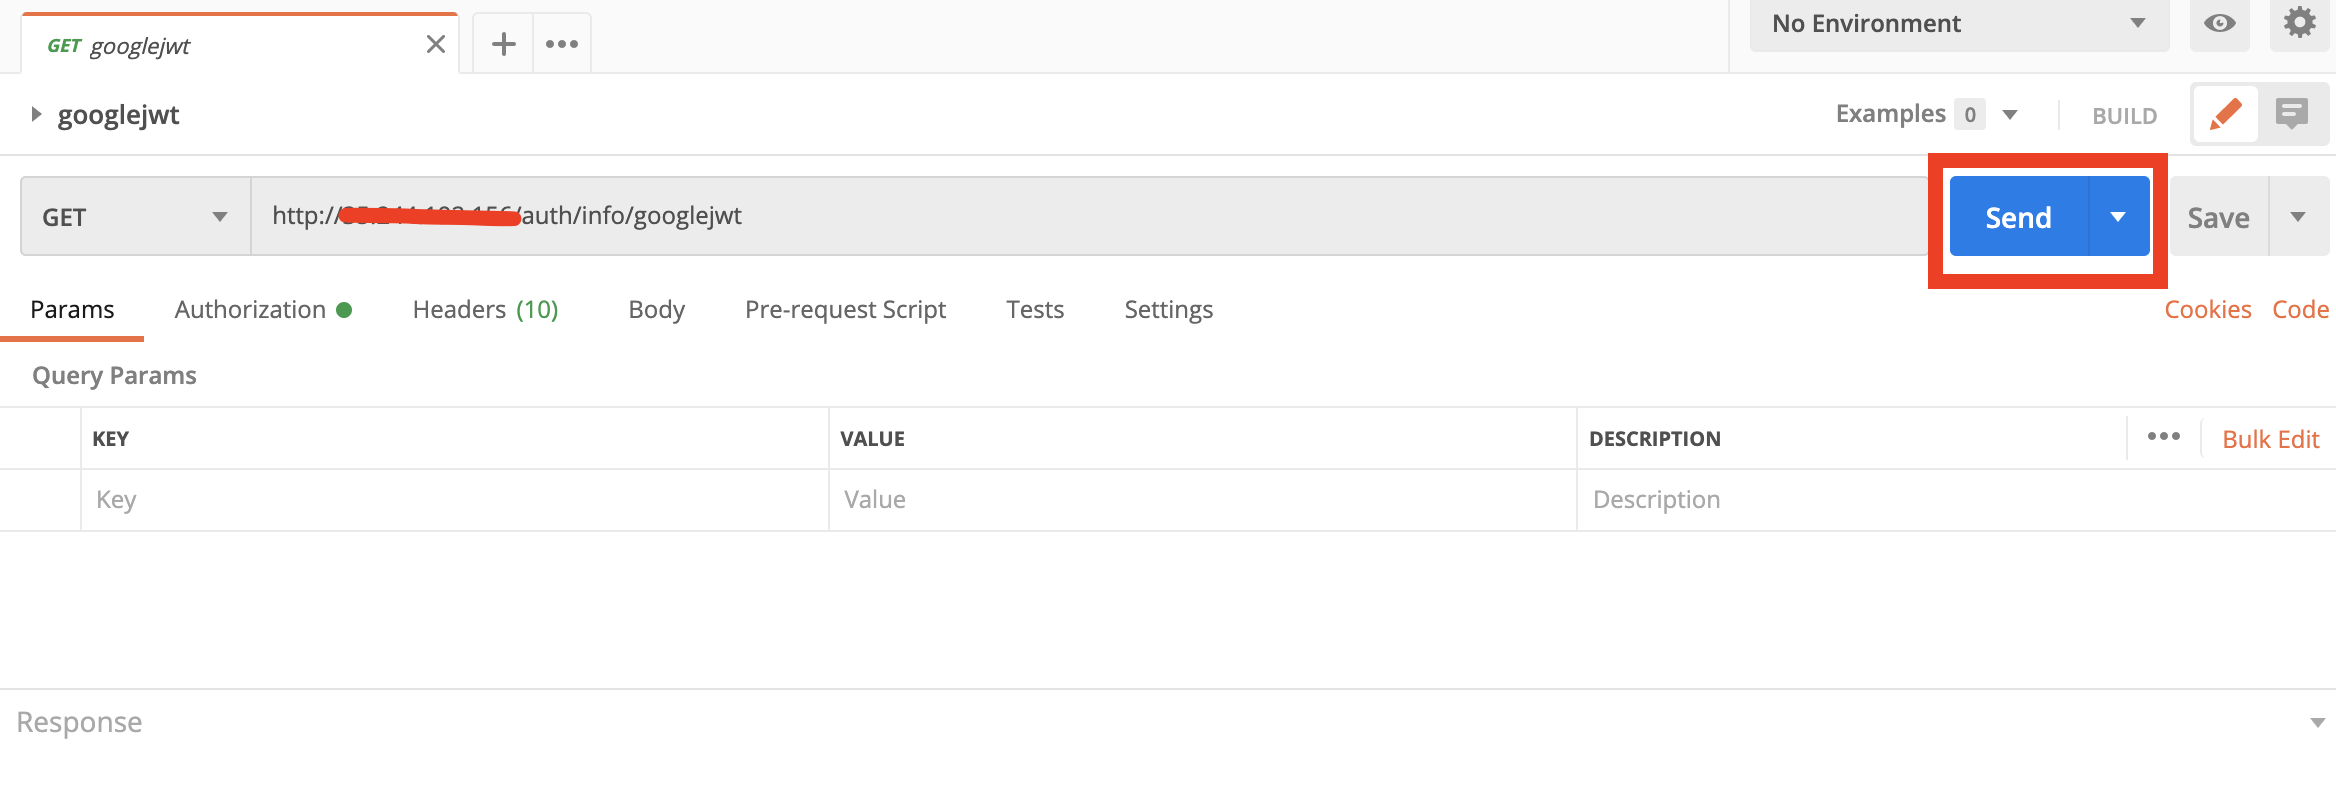 GET googlejwt
No Environment
googlejwt
Examples 0
BUILD
GET
http:// /auth/info/googlejwt
Send
Save
Params
Authorization
Headers (10)
Body
Pre-request Script
Tests
Settings
Cookies
Code
Query Params
KEY
VALUE
DESCRIPTION
Bulk Edit
Key
Value
Description
Response